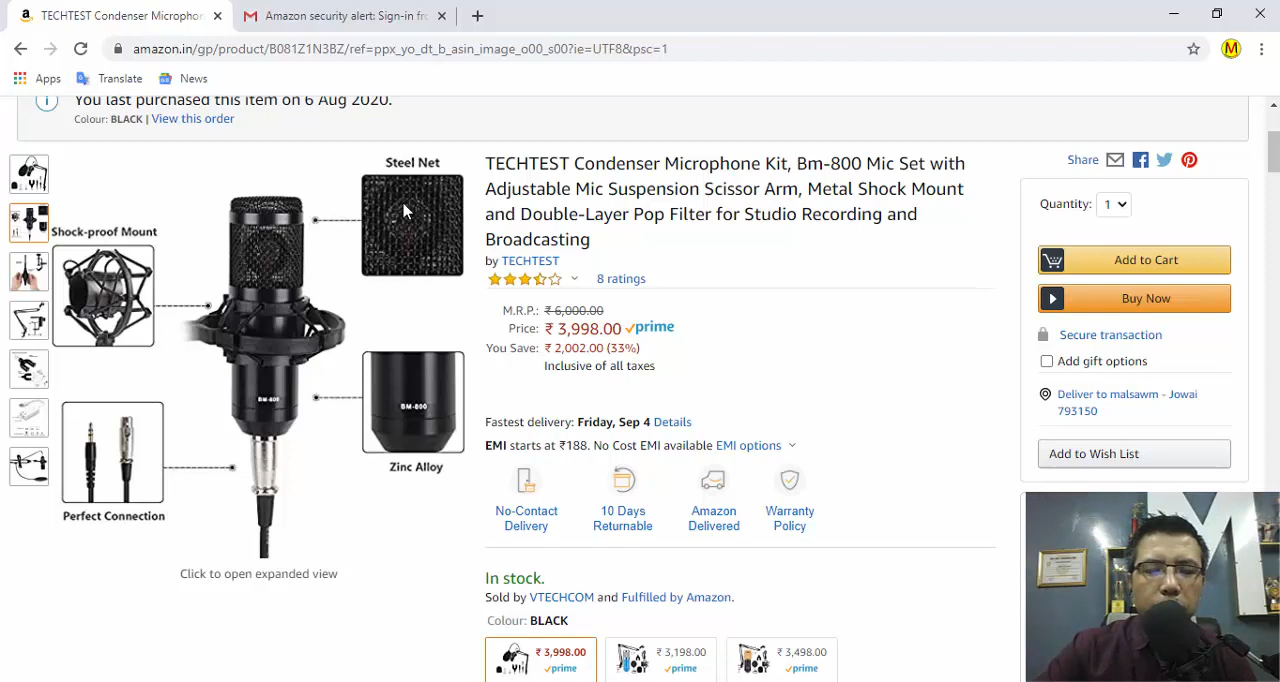 TECHTEST Condenser Microphon
Amazon security alert: Sign-in fro
amazon.in/gp/product/B081Z1N3BZ/ref=ppx_yo_dt_b_asin_image_o00_s00?ie=UTF8&psc=1
M
Apps
Translate
News
You last purchased this item on 6 Aug 2020.
Colour: BLACK | View this order
Steel Net
Shock-proof Mount
BM-800
BM-800
Zinc Alloy
Perfect Connection
Click to open expanded view
TECHTEST Condenser Microphone Kit, Bm-800 Mic Set with
Adjustable Mic Suspension Scissor Arm, Metal Shock Mount
and Double-Layer Pop Filter for Studio Recording and
Broadcasting
by TECHTEST
8 ratings
M.R.P.: ₹ 6,000.00
Price: ₹ 3,998.00 prime
You Save: ₹ 2,002.00 (33%)
Inclusive of all taxes
Fastest delivery: Friday, Sep 4 Details
EMI starts at ₹188. No Cost EMI available EMI options
No-Contact
Delivery
10 Days
Returnable
Amazon
Delivered
Warranty
Policy
In stock.
Sold by VTECHCOM and Fulfilled by Amazon.
Colour: BLACK
₹ 3,998.00
prime
₹ 3,198.00
prime
₹ 3,498.00
prime
Share
Quantity: 1
Add to Cart
Buy Now
Secure transaction
Add gift options
Deliver to malsawm - Jowai
793150
Add to Wish List